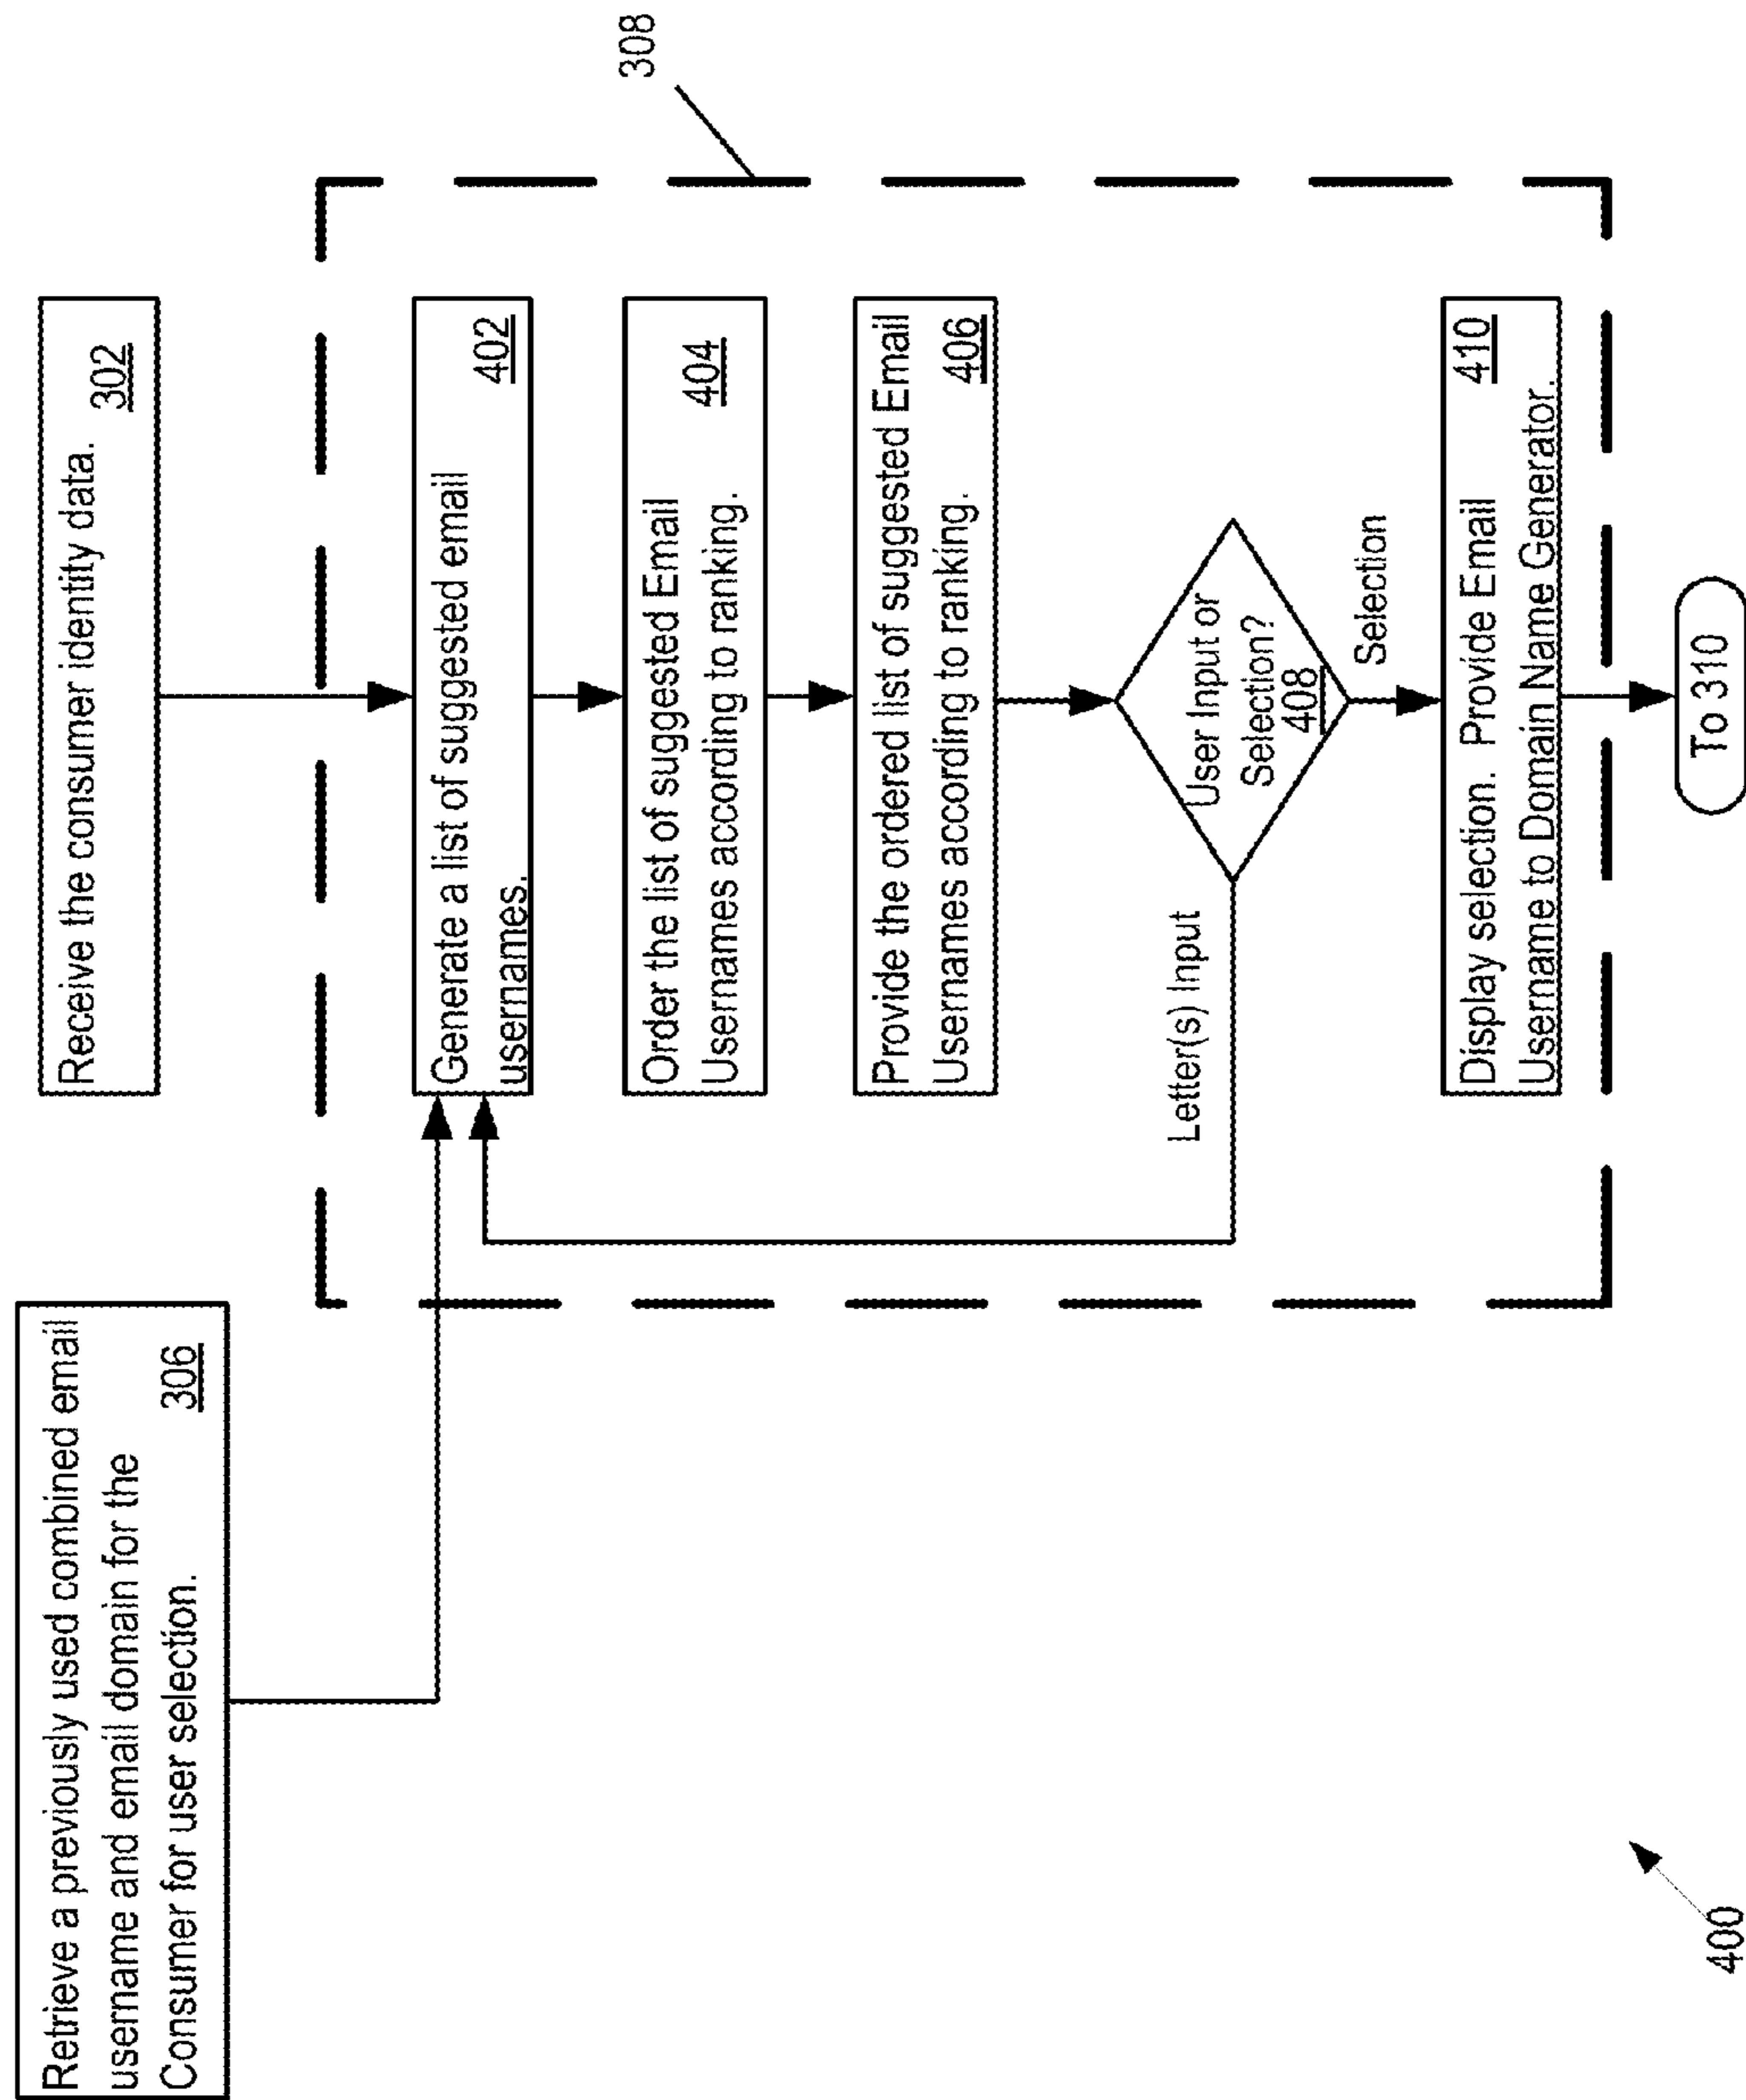 Retrieve a previously used combined email
username and email domain for the
Consumer for user selection.
306
Receive the consumer identity data.
302
308
Generate a list of suggested email
usernames.
402
Order the list of suggested Email
Usernames according to ranking.
404
Provide the ordered list of suggested Email
Usernames according to ranking.
406
User Input or
Selection?
408
Letter(s) Input
Selection
Display selection. Provide Email
Username to Domain Name Generator.
410
To 310
400